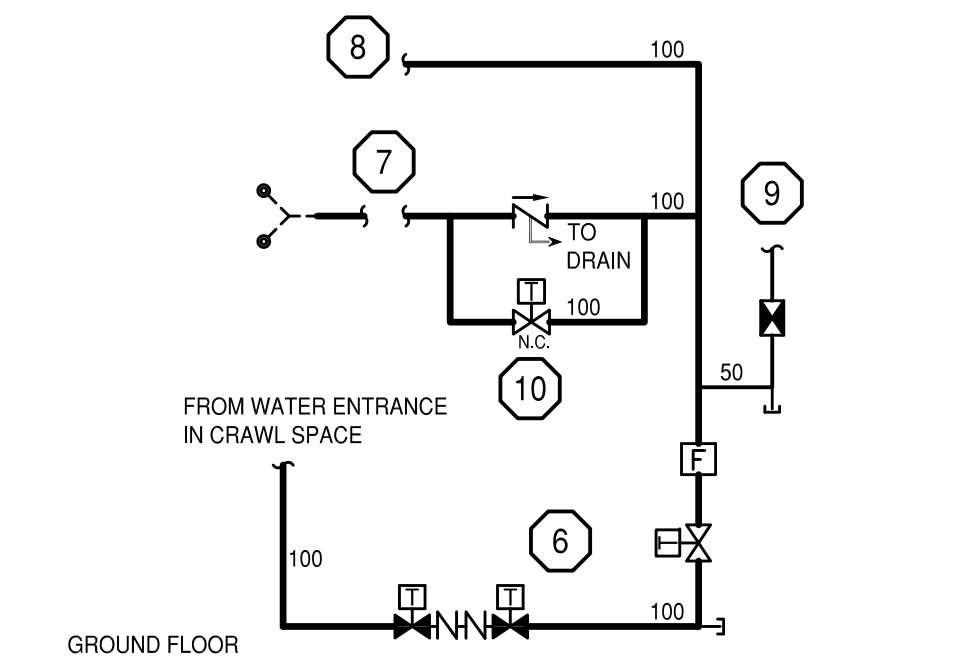 8
100
7
100
9
TO
DRAIN
T
100
N.C.
50
10
FROM WATER ENTRANCE
IN CRAWL SPACE
F
6
T
100
T
T
100
GROUND FLOOR